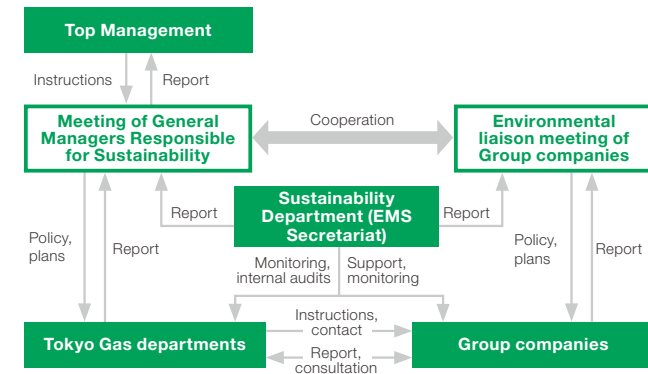 Top Management
Instructions
Report
Meeting of General
Managers Responsible
for Sustainability
Cooperation
Environmental
liaison meeting of
Group companies
Sustainability
Department (EMS
Secretariat)
Report
Report
Policy,
plans
Report
Policy,
plans
Report
Monitoring,
internal audits
Support,
monitoring
Tokyo Gas departments
Instructions,
contact
Report,
consultation
Group companies